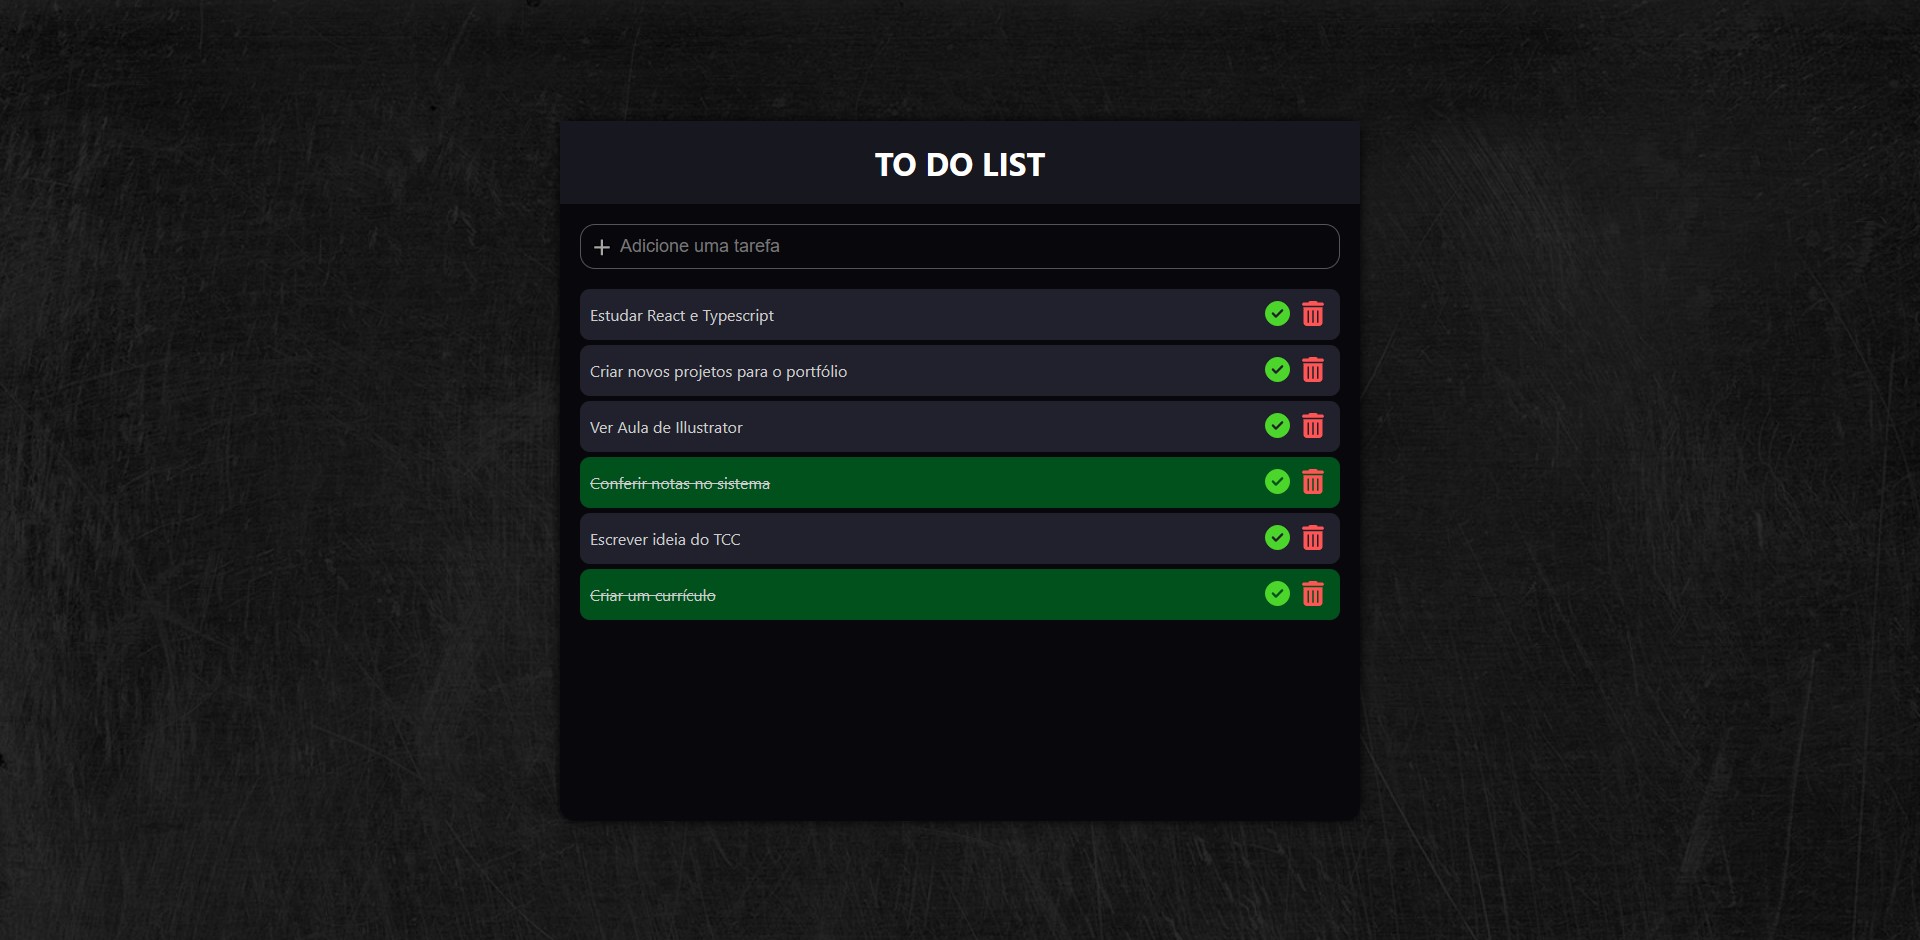 TO DO LIST
Adicione uma tarefa
Estudar React e Typescript
Criar novos projetos para o portfólio
Ver Aula de Illustrator
Conferir notas no sistema
Escrever ideia do TCC
Criar um currículo